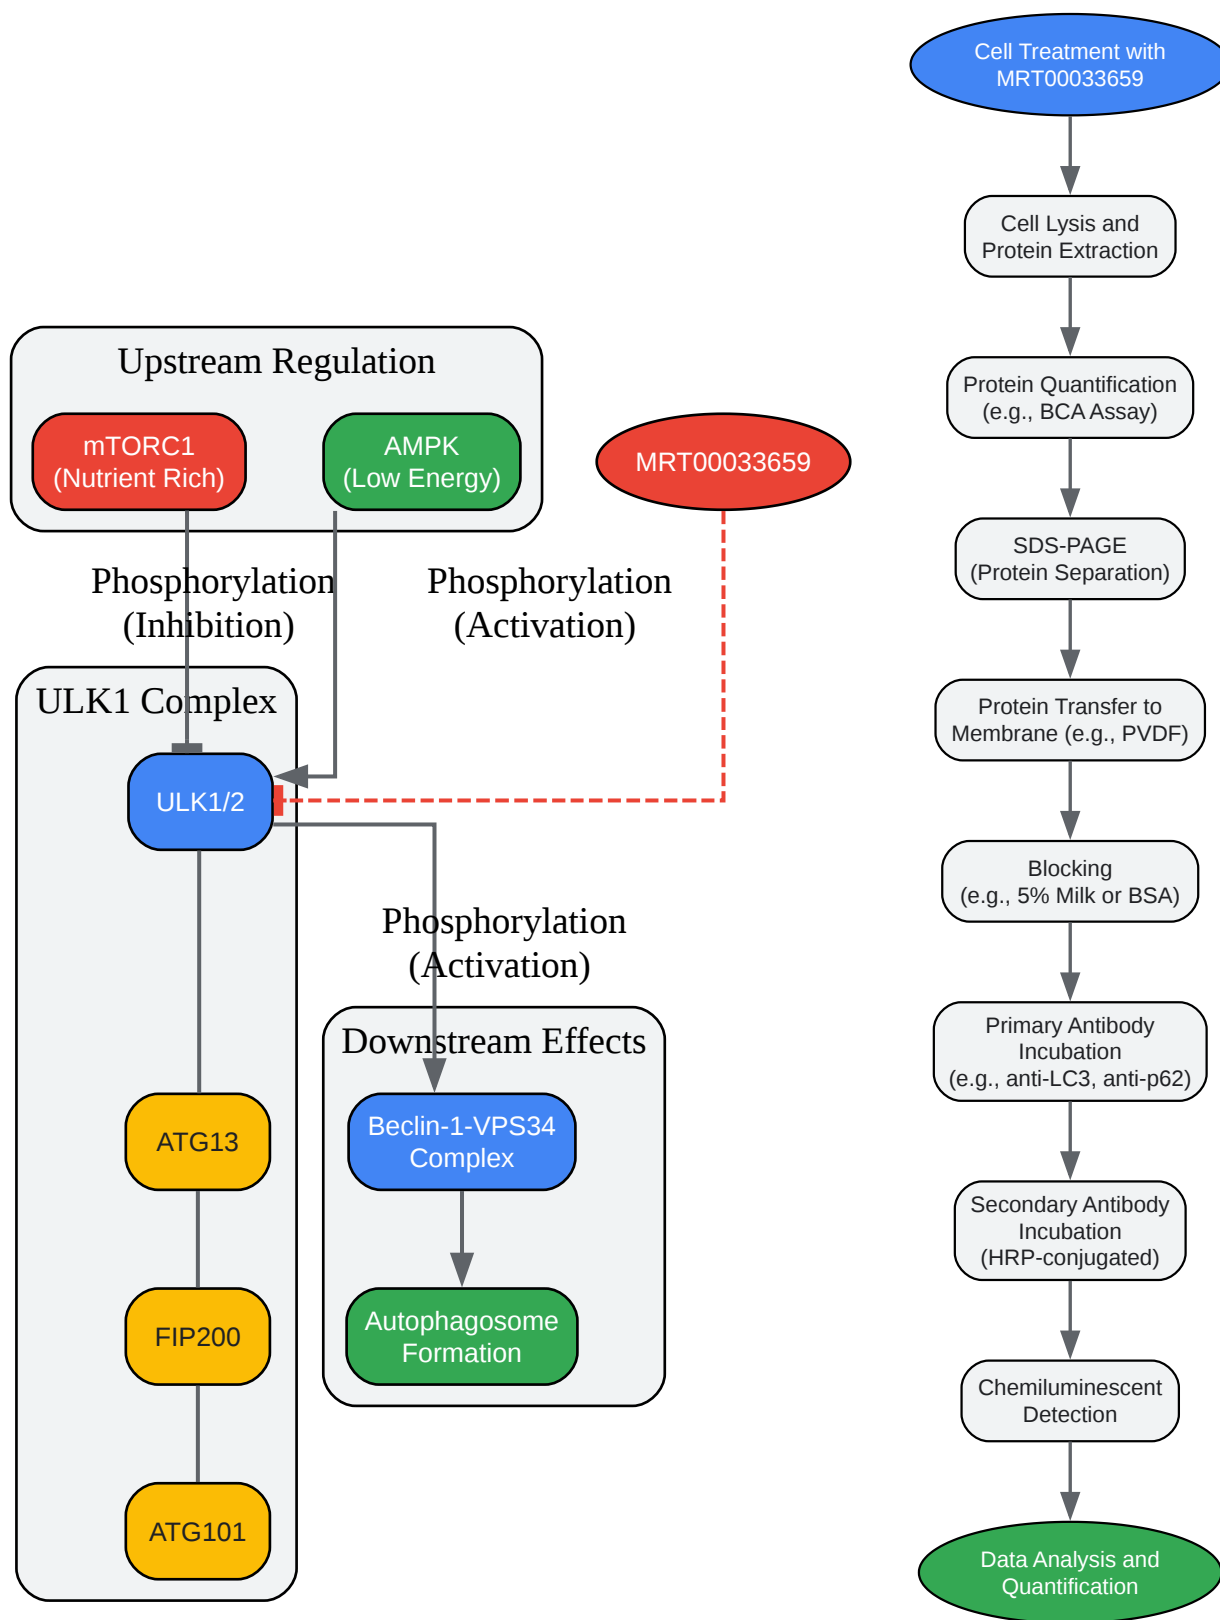 Upstream Regulation
mTORC1
(Nutrient Rich)
AMPK
(Low Energy)
MRT00033659
Phosphorylation
(Inhibition)
Phosphorylation
(Activation)
ULK1 Complex
ULK1/2
Phosphorylation
(Activation)
Downstream Effects
Beclin-1-VPS34
Complex
ATG13
Autophagosome
Formation
FIP200
ATG101
Cell Treatment with
MRT00033659
Cell Lysis and
Protein Extraction
Protein Quantification
(e.g., BCA Assay)
SDS-PAGE
(Protein Separation)
Protein Transfer to
Membrane (e.g., PVDF)
Blocking
(e.g., 5% Milk or BSA)
Primary Antibody
Incubation
(e.g., anti-LC3, anti-p62)
Secondary Antibody
Incubation
(HRP-conjugated)
Chemiluminescent
Detection
Data Analysis and
Quantification